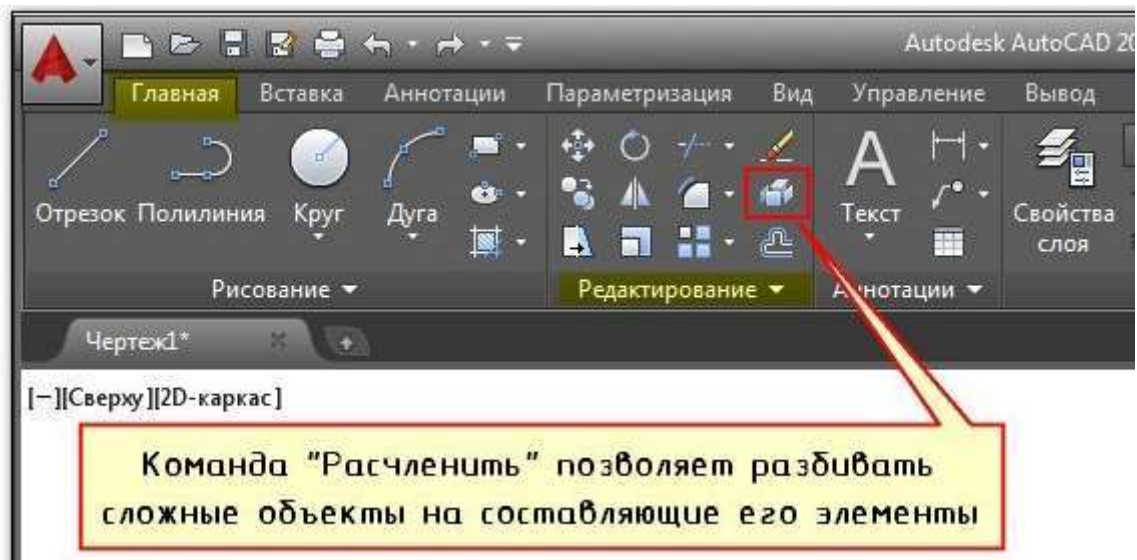 Autodesk AutoCAD 20
Главная Вставка Аннотации Параметризация Вид Управление Вывод
Отрезок Полилиния Круг Дуга
A
Текст
Свойства
слоя
Рисование
Редактирование
Аннотации
Чертеж1*
[−][Сверху][2D-каркас]
Команда "Расчленить" позволяет разбивать
сложные объекты на составляющие его элементы